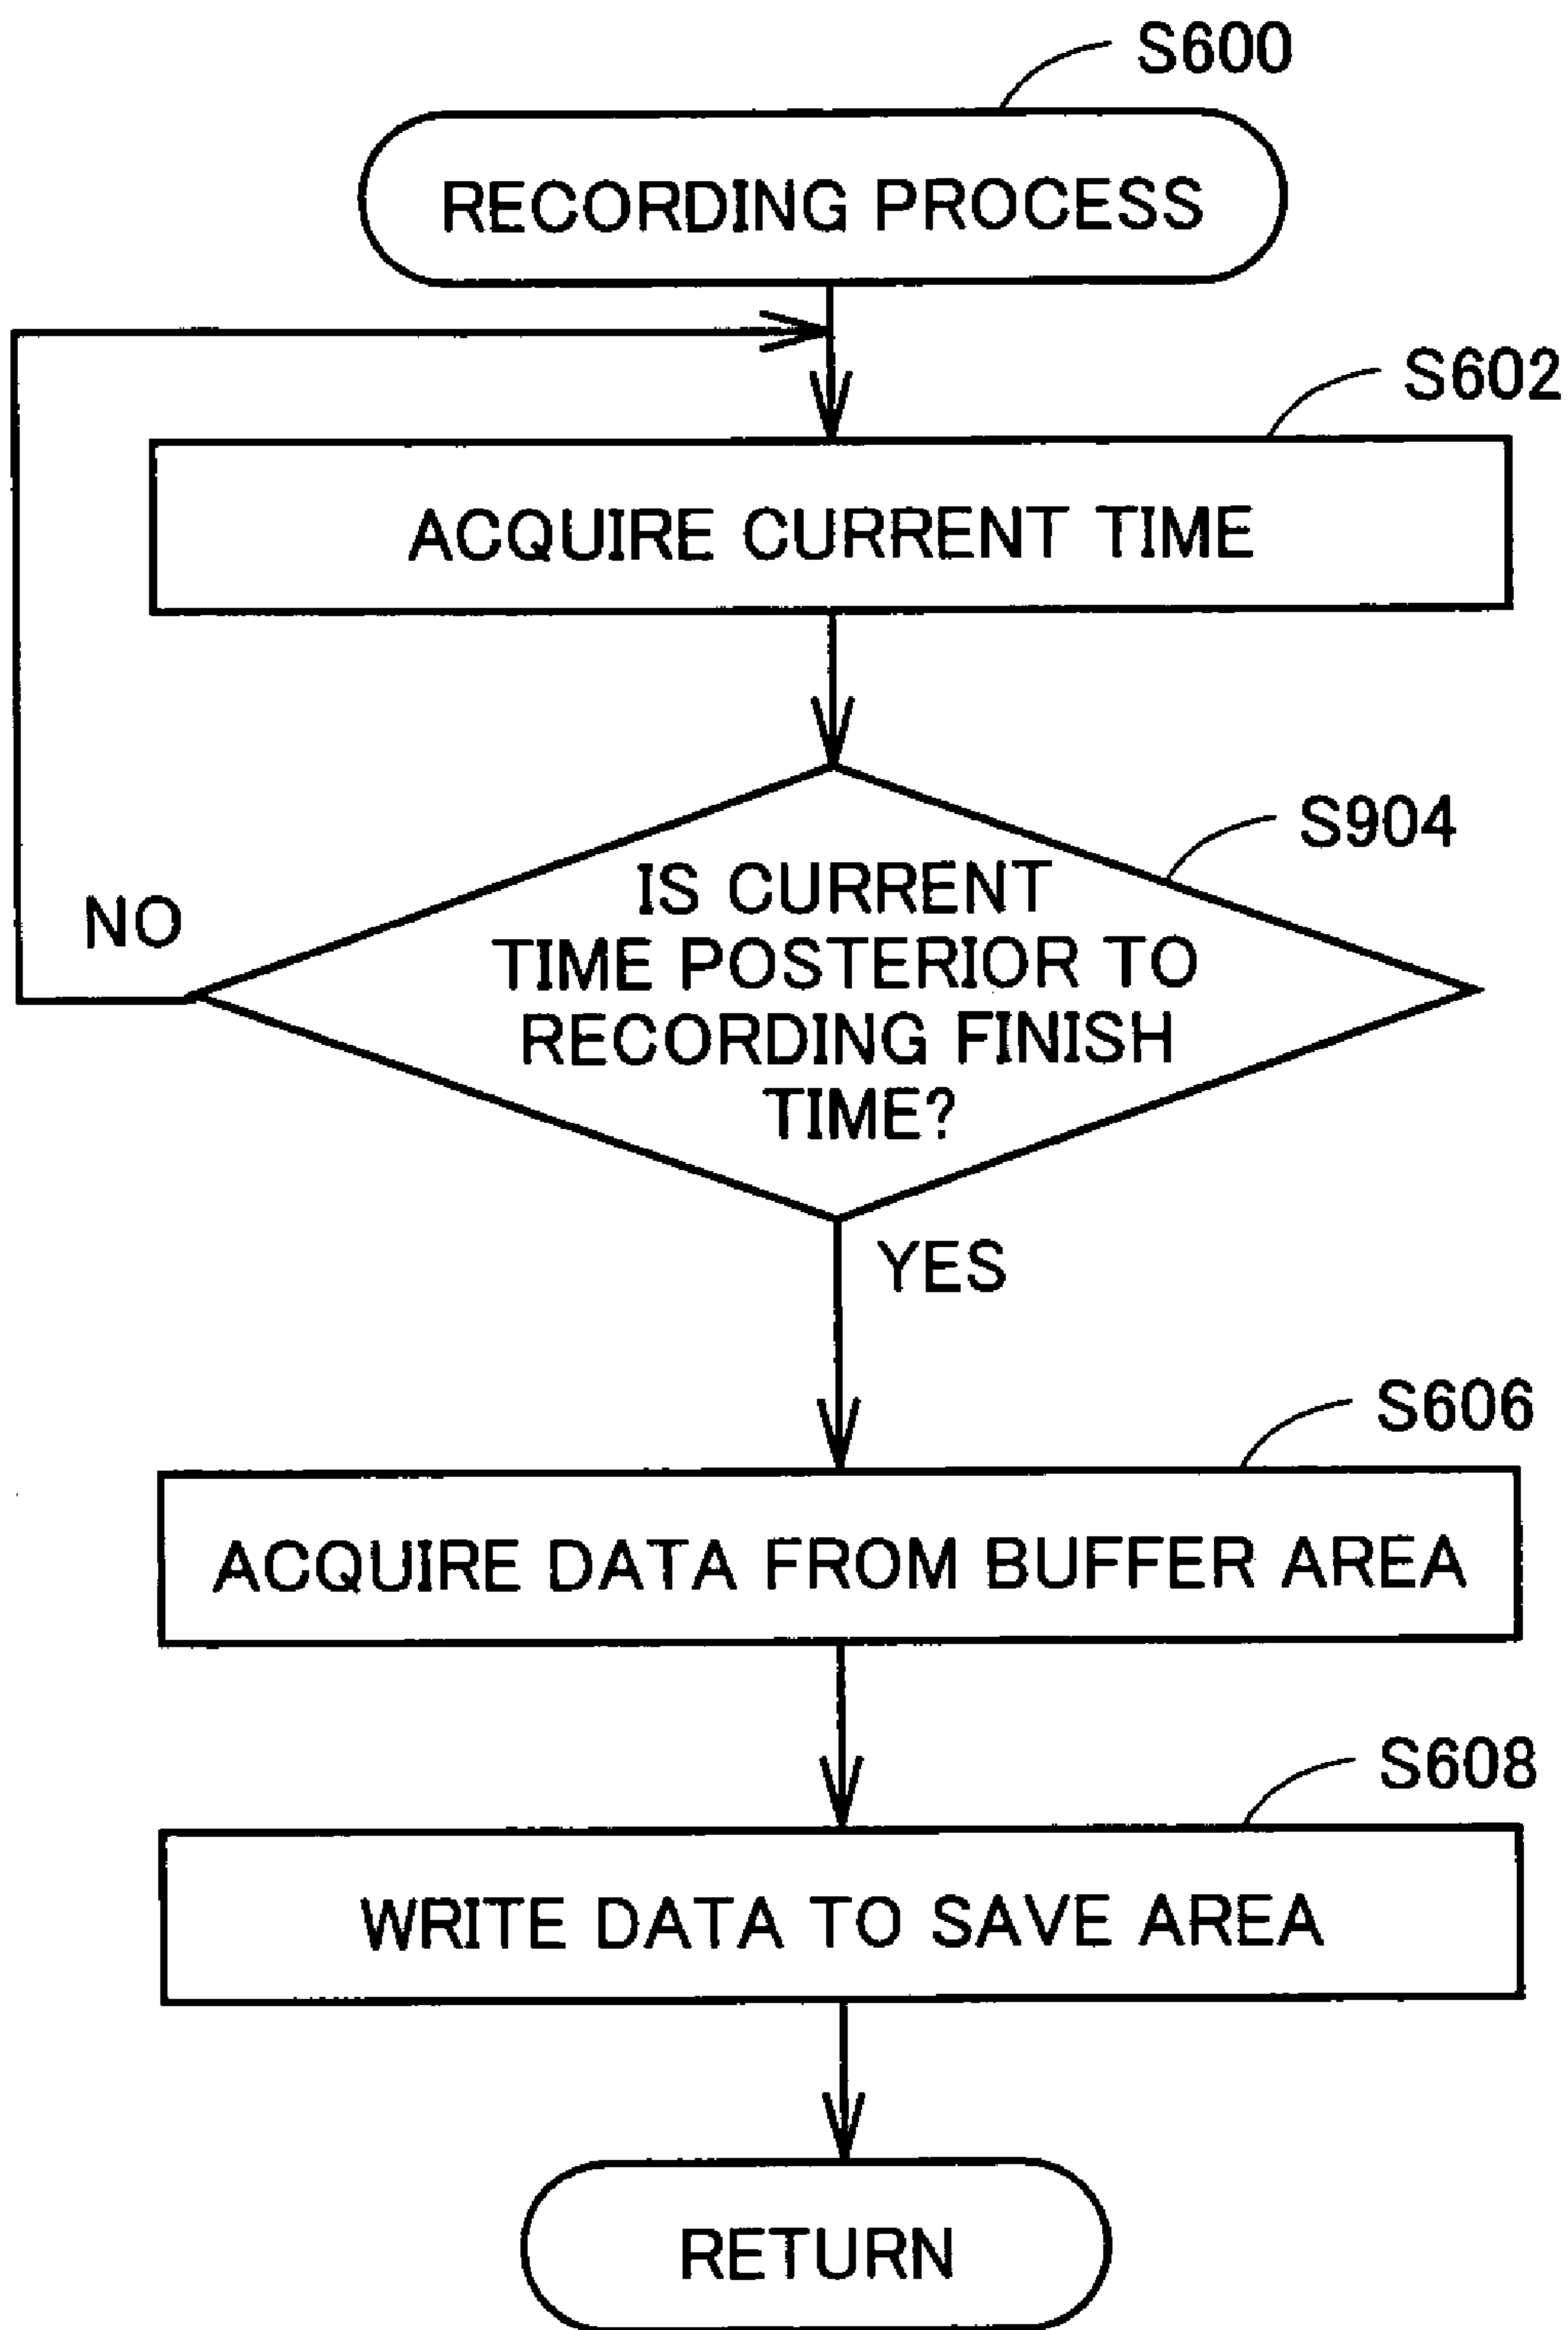 S600
RECORDING PROCESS
S602
ACQUIRE CURRENT TIME
S904
IS CURRENT
TIME POSTERIOR TO
RECORDING FINISH
TIME?
NO
YES
S606
ACQUIRE DATA FROM BUFFER AREA
S608
WRITE DATA TO SAVE AREA
RETURN